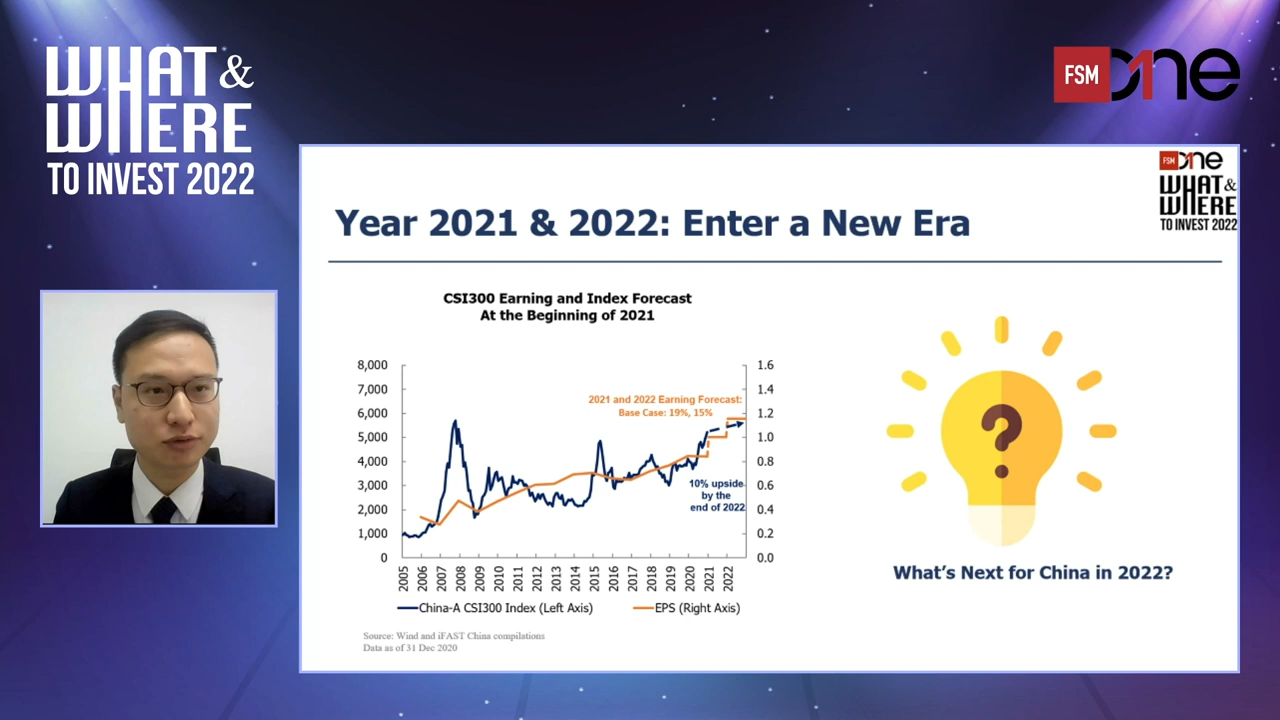 WHAT &
WHERE
TO INVEST 2022
FSM One
FSM One
WHAT &
WHERE
TO INVEST 2022
Year 2021 & 2022: Enter a New Era
CSI300 Earning and Index Forecast
At the Beginning of 2021
8,000
7,000
6,000
5,000
4,000
3,000
2,000
1,000
0
1.6
1.4
1.2
1.0
0.8
0.6
0.4
0.2
0.0
2021 and 2022 Earning Forecast:
Base Case: 19%, 15%
10% upside
by the
end of 2022
2005
2006
2007
2008
2009
2010
2011
2012
2013
2014
2015
2016
2017
2018
2019
2020
2021
2022
China-A CSI300 Index (Left Axis)
EPS (Right Axis)
Source: Wind and iFAST China compilations
Data as of 31 Dec 2020
?
What's Next for China in 2022?